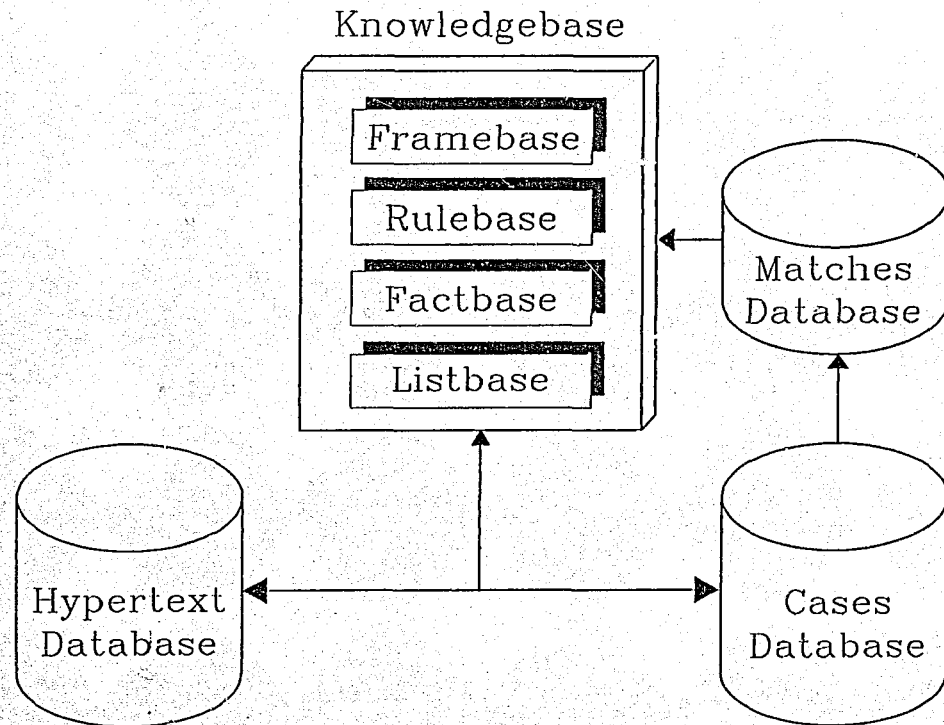 Knowledgebase
Framebase
Rulebase
Factbase
Listbase
Matches
Database
Hypertext
Database
Cases
Database